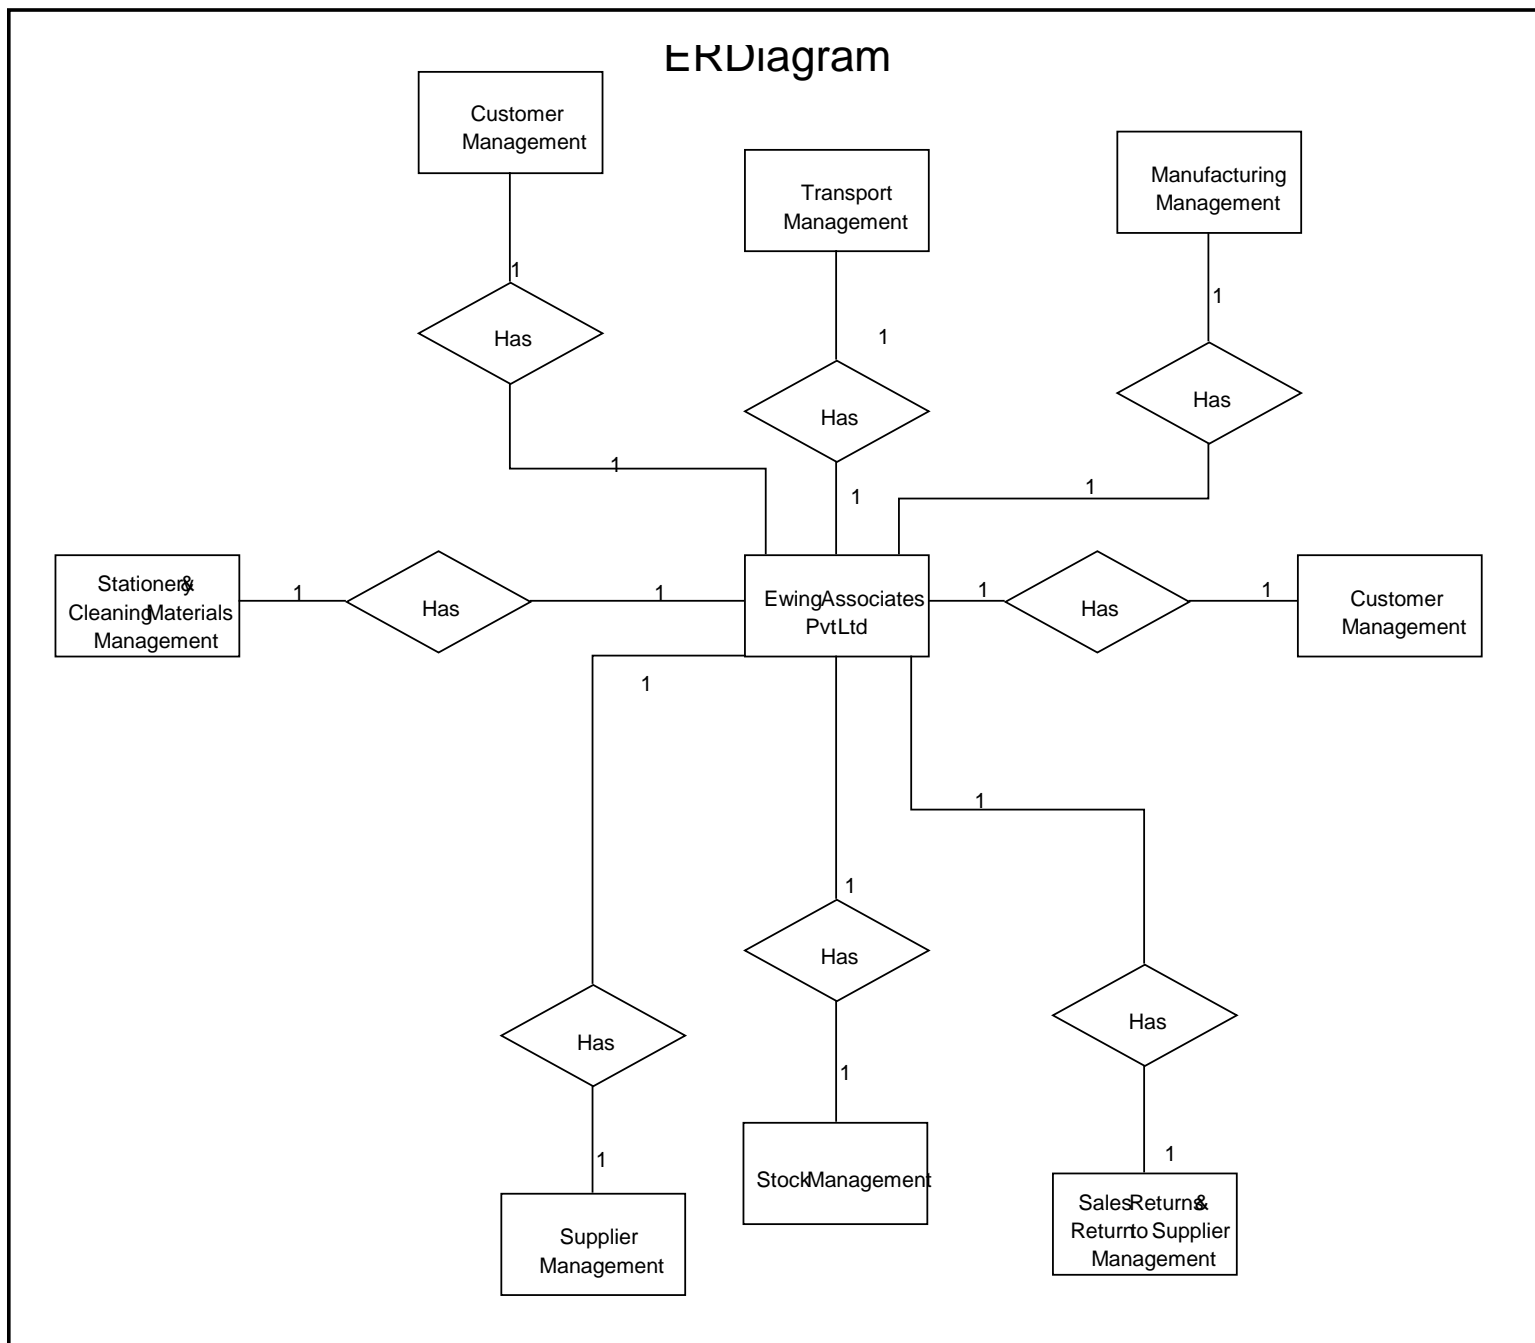 ERDiagram
Customer
Management
Transport
Management
Manufacturing
Management
1
Has
1
1
Has
1
1
Has
1
Stationery&
Cleaning Materials
Management
1
Has
1
Ewing Associates
Pvt Ltd
1
Has
1
Customer
Management
1
Has
1
Supplier
Management
1
Has
1
Stock Management
1
Has
1
Sales Returns&
Return to Supplier
Management